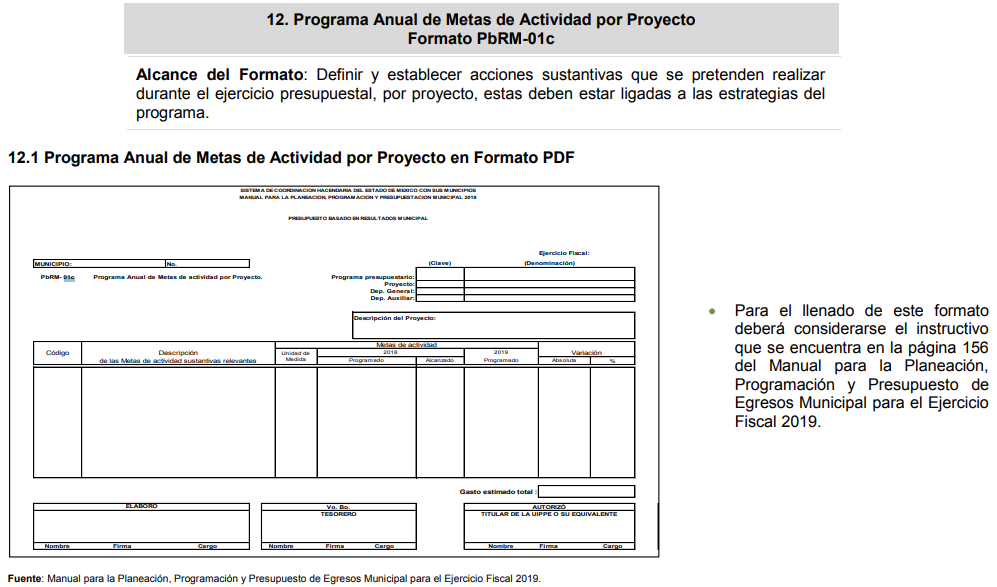 12. Programa Anual de Metas de Actividad por Proyecto
Formato PbRM-01c
Alcance del Formato: Definir y establecer acciones sustantivas que se pretenden realizar
durante el ejercicio presupuestal, por proyecto, estas deben estar ligadas a las estrategias del
programa.
12.1 Programa Anual de Metas de Actividad por Proyecto en Formato PDF
SISTEMA DE COORDINACION HACENDARIA DEL ESTADO DE MEXICO CON SUS MUNICIPIOS
MANUAL PARA LA PLANEACION, PROGRAMACION Y PRESUPUESTACION MUNICIPAL 2019
PRESUPUESTO BASADO EN RESULTADOS MUNICIPAL
Ejercicio Fiscal:
MUNICIPIO: No. (Clave) (Denominación)
PbRM- 01c Programa Anual de Metas de actividad por Proyecto. Programa presupuestario:
Proyecto:
Dep. General:
Dep. Auxiliar:
Descripción del Proyecto:
Metas de actividad
Código Descripción Unidad de 2018 2019 Variación
de las Metas de actividad sustantivas relevantes Medida Programado Alcanzado Programado Absoluta %
Gasto estimado total :
ELABORO Vo. Bo. AUTORIZÓ
TESORERO TITULAR DE LA UIPPE O SU EQUIVALENTE
Nombre Firma Cargo Nombre Firma Cargo Nombre Firma Cargo
• Para el llenado de este formato
deberá considerarse el instructivo
que se encuentra en la página 156
del Manual para la Planeación,
Programación y Presupuesto de
Egresos Municipal para el Ejercicio
Fiscal 2019.
Fuente: Manual para la Planeación, Programación y Presupuesto de Egresos Municipal para el Ejercicio Fiscal 2019.